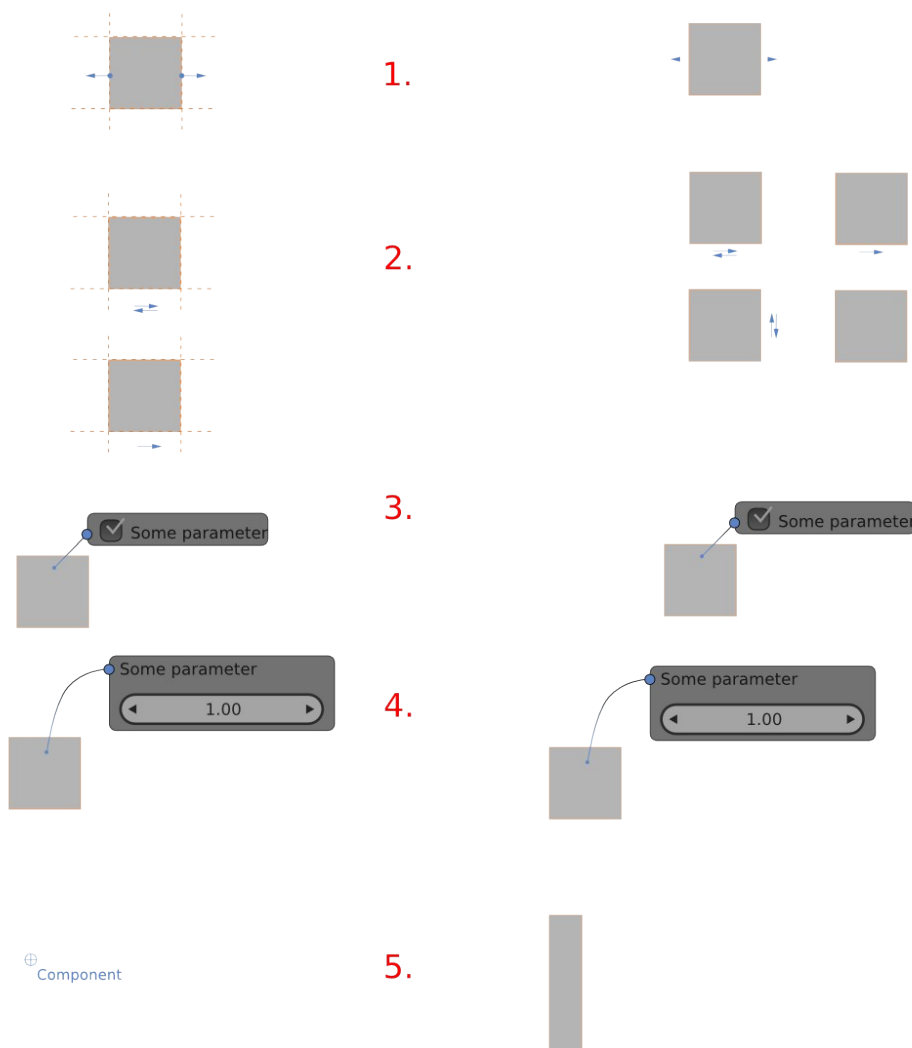 1.
2.
3.
Some parameter
Some parameter
Some parameter
1.00
4.
Some parameter
1.00
Component
5.